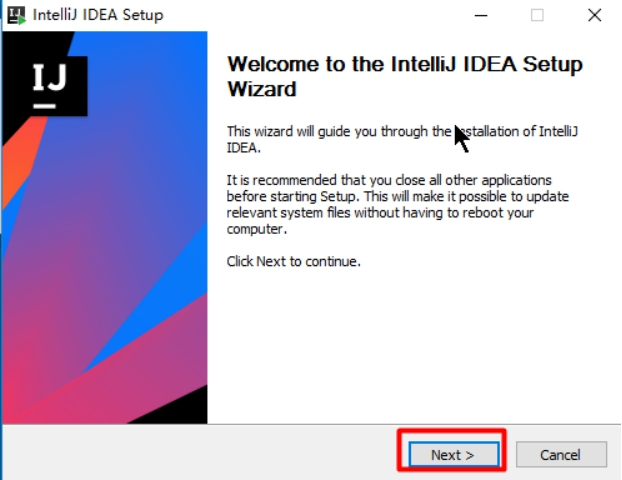 IntelliJ IDEA Setup
IJ
Welcome to the IntelliJ IDEA Setup
Wizard
This wizard will guide you through the installation of IntelliJ
IDEA.
It is recommended that you close all other applications
before starting Setup. This will make it possible to update
relevant system files without having to reboot your
computer.
Click Next to continue.
Next >
Cancel